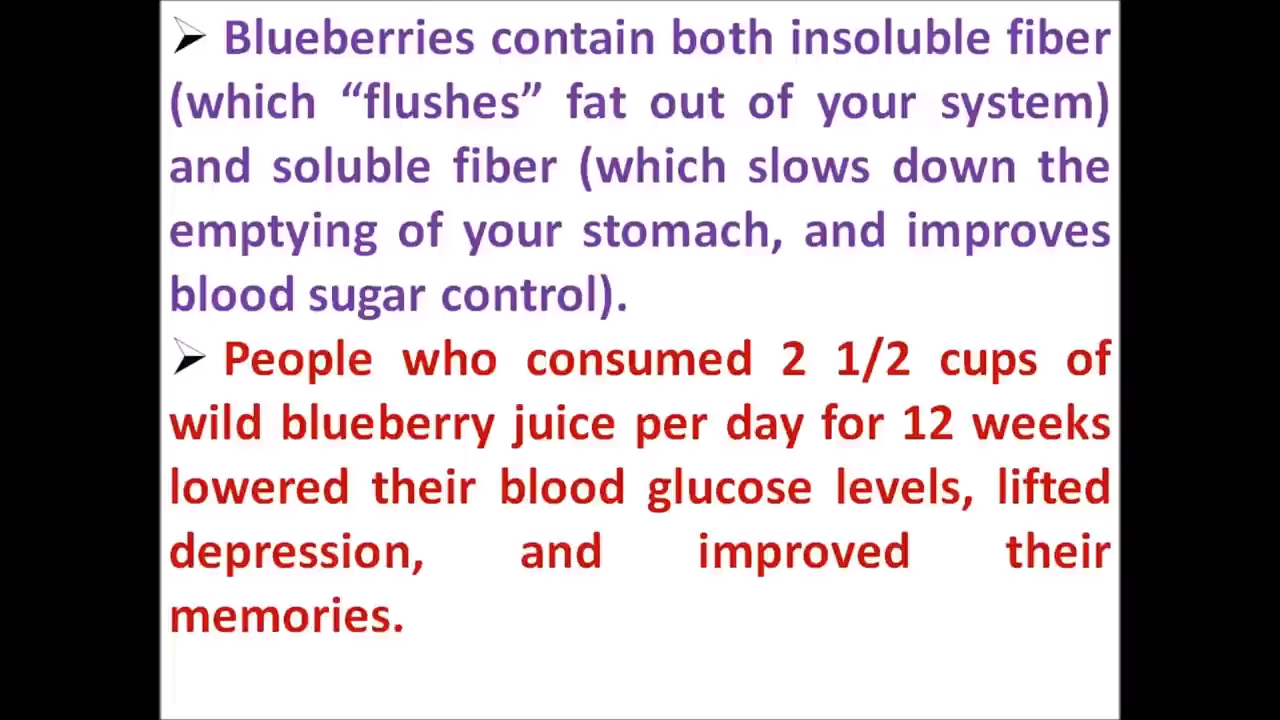 ➢ Blueberries contain both insoluble fiber
(which “flushes” fat out of your system)
and soluble fiber (which slows down the
emptying of your stomach, and improves
blood sugar control).
➢ People who consumed 2 1/2 cups of
wild blueberry juice per day for 12 weeks
lowered their blood glucose levels, lifted
depression, and improved their
memories.